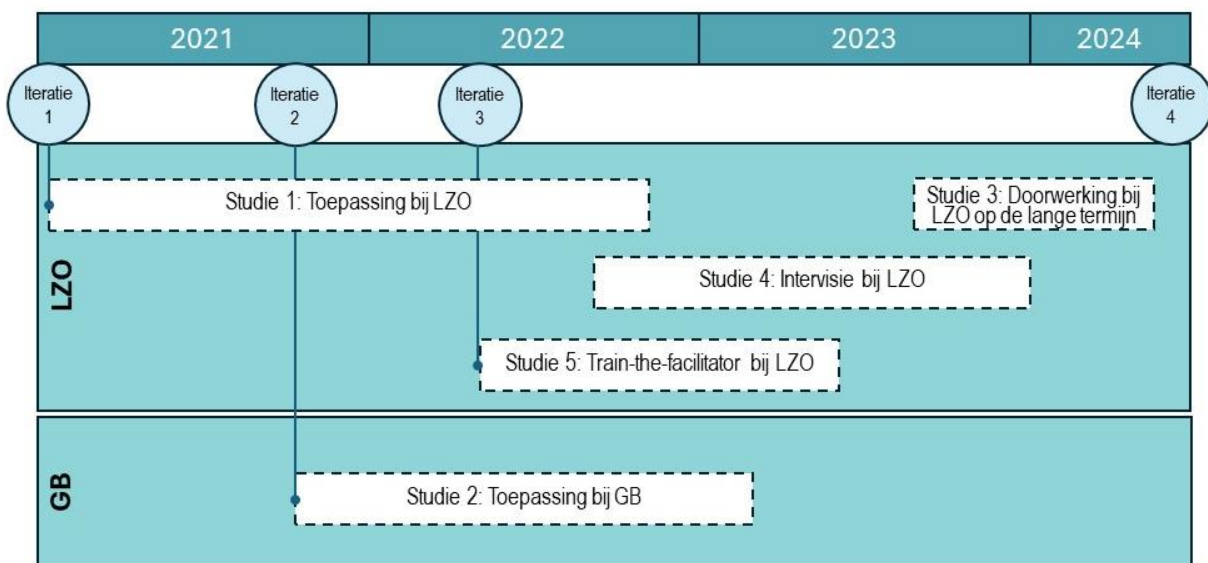 2021
2022
2023
2024
Iteratie
1
Iteratie
2
Iteratie
3
Iteratie
4
LZO
Studie 1: Toepassing bij LZO
Studie 3: Doorwerking bij
LZO op de lange termijn
Studie 4: Intervisie bij LZO
Studie 5: Train-the-facilitator bij LZO
GB
Studie 2: Toepassing bij GB